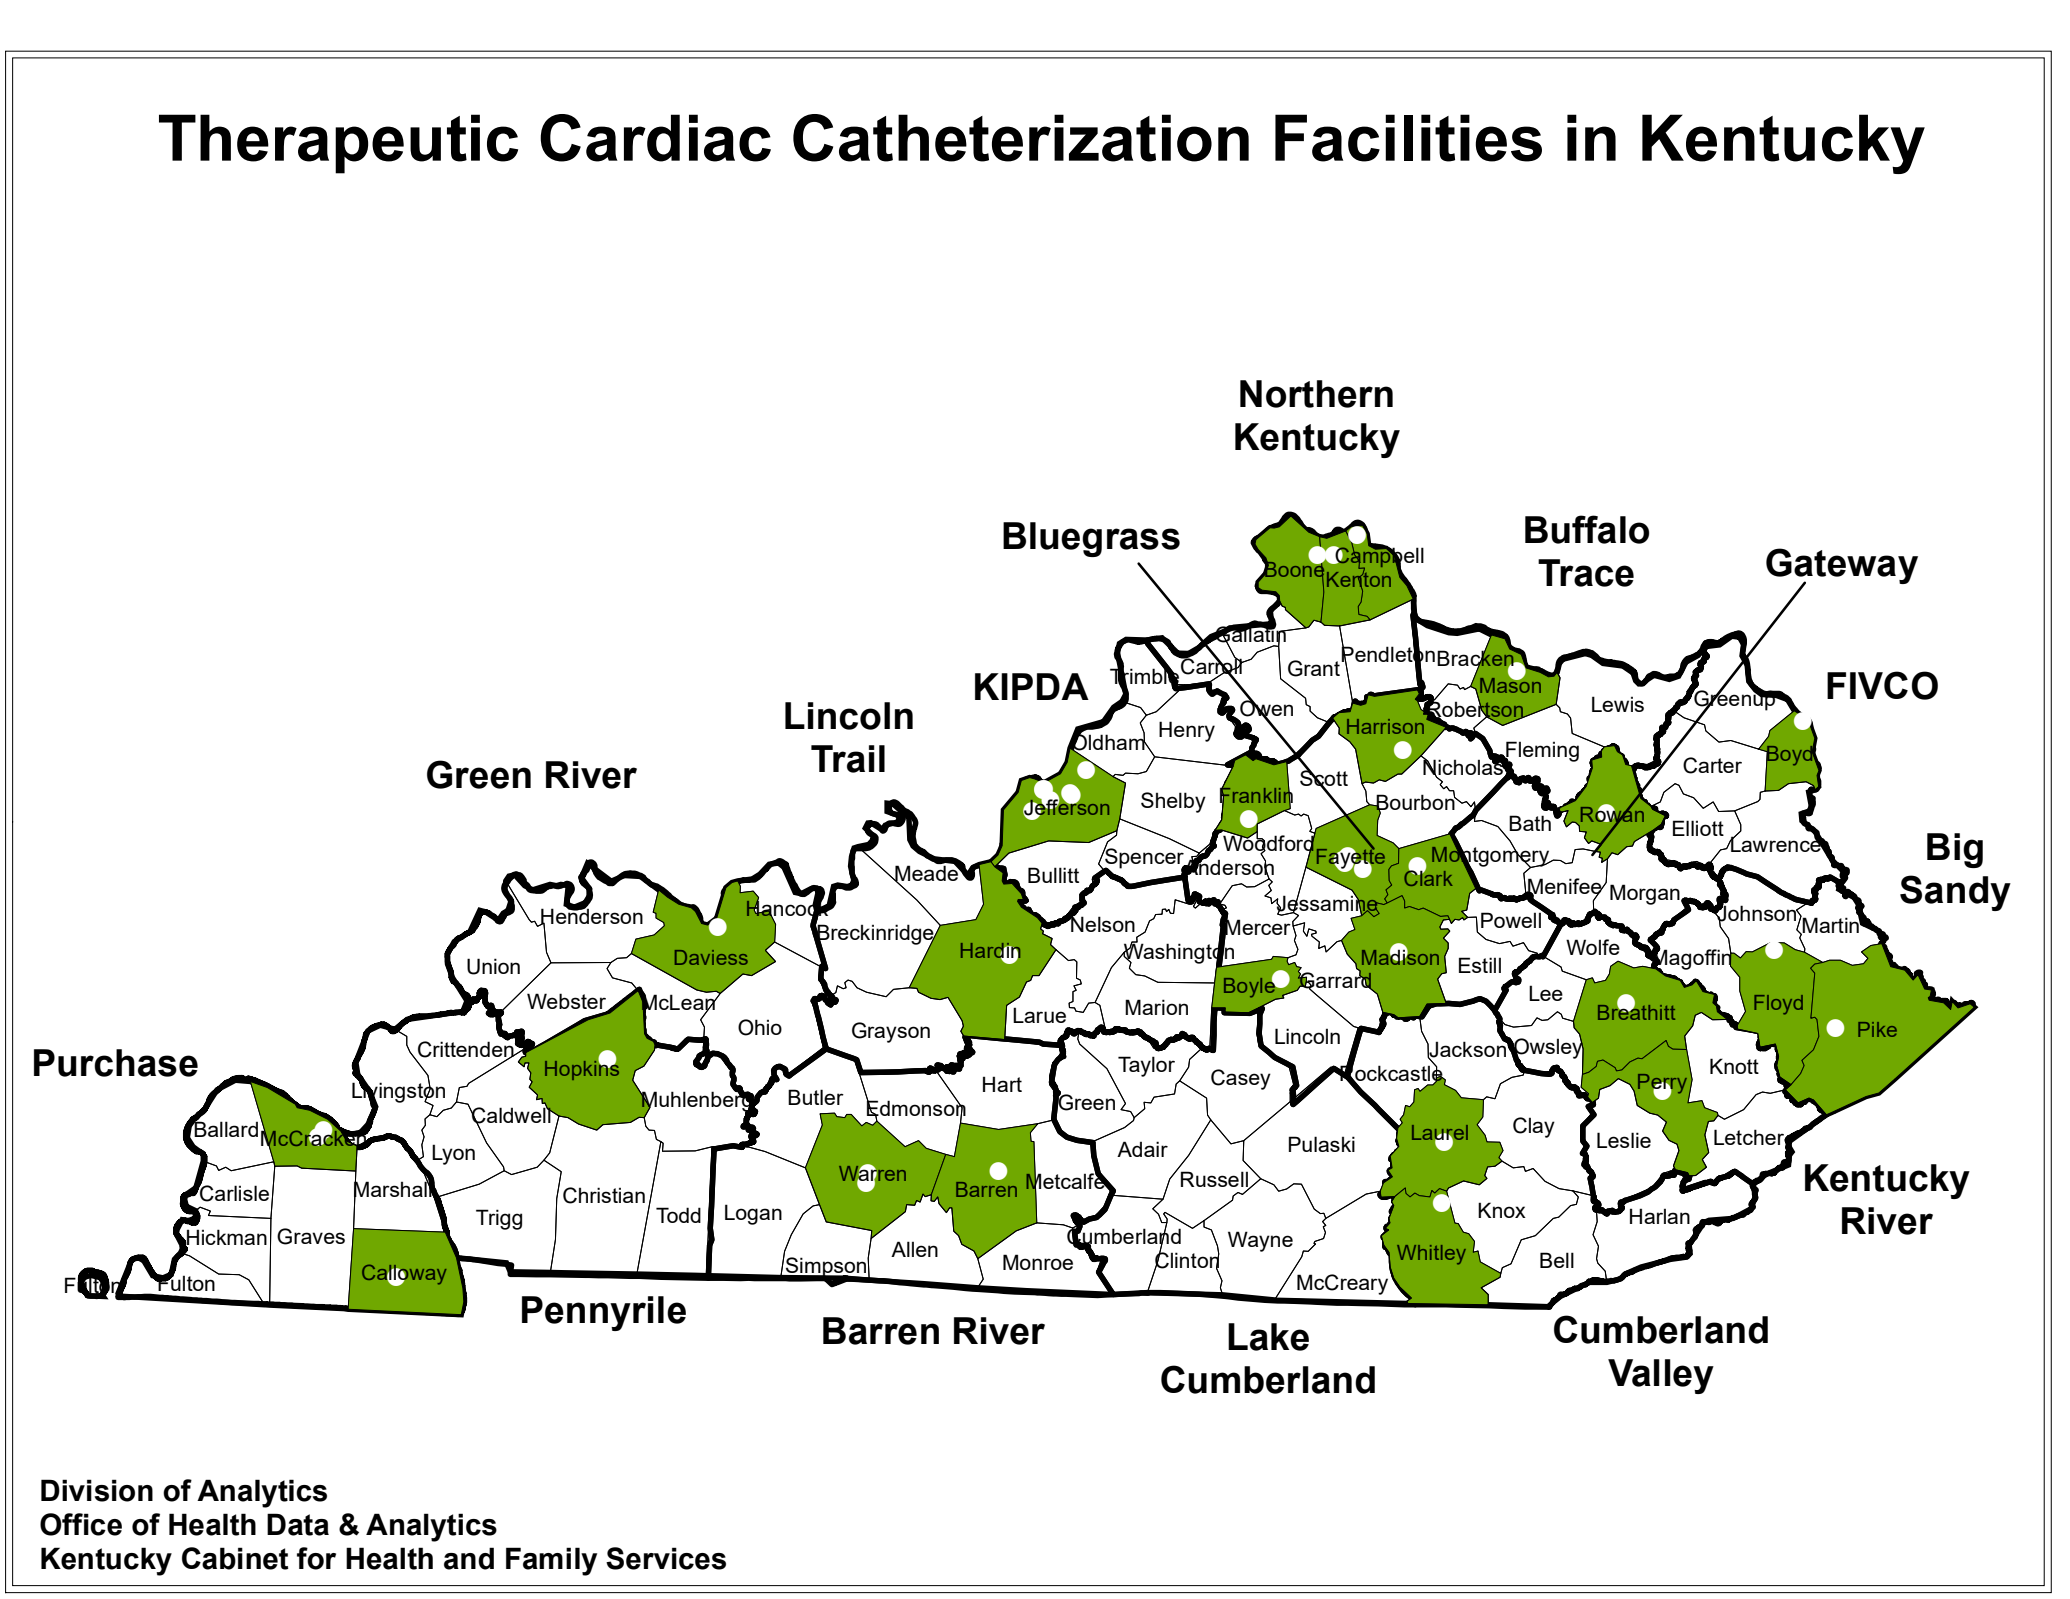 Therapeutic Cardiac Catheterization Facilities in Kentucky
Northern
Kentucky
Bluegrass
Buffalo
Trace
Gateway
KIPDA
FIVCO
Lincoln
Trail
Green River
Big
Sandy
Purchase
Kentucky
River
Pennyrile
Barren River
Lake
Cumberland
Cumberland
Valley
Boone
Campbell
Kenton
Gallatin
Carroll
Trimble
Grant
Pendleton
Bracken
Mason
Robertson
Lewis
Greenup
Owen
Harrison
Henry
Oldham
Fleming
Nicholas
Carter
Boyd
Scott
Franklin
Shelby
Jefferson
Bourbon
Rowan
Bath
Elliott
Lawrence
Woodford
Anderson
Fayette
Montgomery
Clark
Spencer
Bullitt
Meade
Menifee
Morgan
Jessamine
Hancock
Henderson
Breckinridge
Nelson
Mercer
Powell
Johnson
Martin
Washington
Hardin
Daviess
Madison
Wolfe
Magoffin
Union
Estill
Garrard
Boyle
Lee
Webster
McLean
Marion
Larue
Breathitt
Floyd
Pike
Ohio
Grayson
Lincoln
Jackson
Owsley
Crittenden
Hopkins
Taylor
Casey
Rockcastle
Knott
Perry
Livingston
Muhlenberg
Butler
Edmonson
Hart
Green
Caldwell
Ballard
McCracken
Lyon
Adair
Pulaski
Laurel
Clay
Leslie
Letcher
Warren
Barren
Metcalfe
Russell
Carlisle
Marshall
Christian
Trigg
Todd
Logan
Knox
Harlan
Hickman
Graves
Cumberland
Wayne
Whitley
Allen
Monroe
Clinton
Bell
Simpson
Calloway
McCreary
Fulton
Fulton
Division of Analytics
Office of Health Data & Analytics
Kentucky Cabinet for Health and Family Services